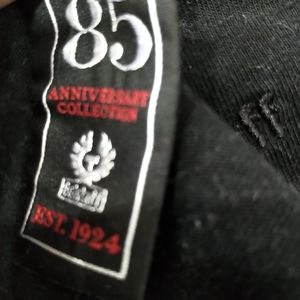 85
ANNIVERSARY
COLLECTION
EST. 1924